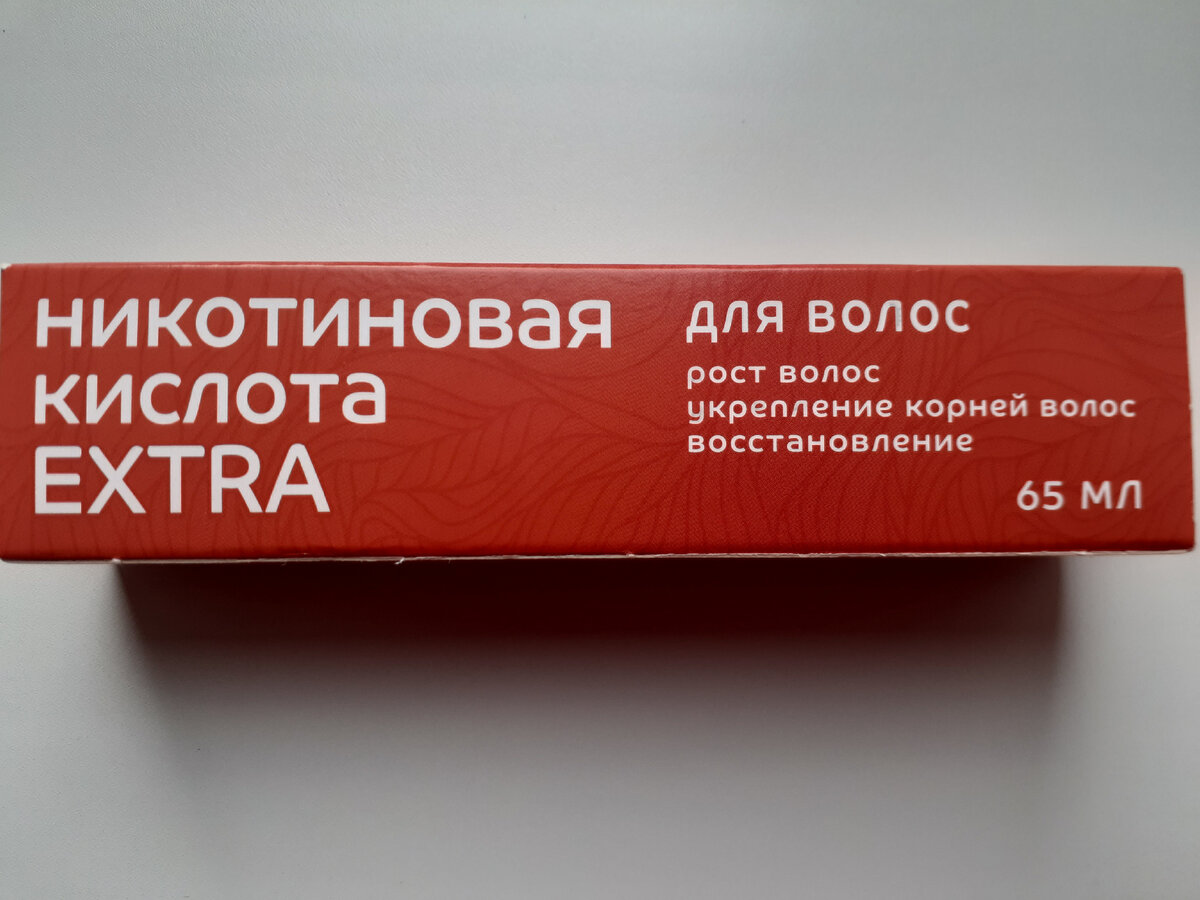 никотиновая
кислота
EXTRA
для волос
рост волос
укрепление корней волос
восстановление
65 мл